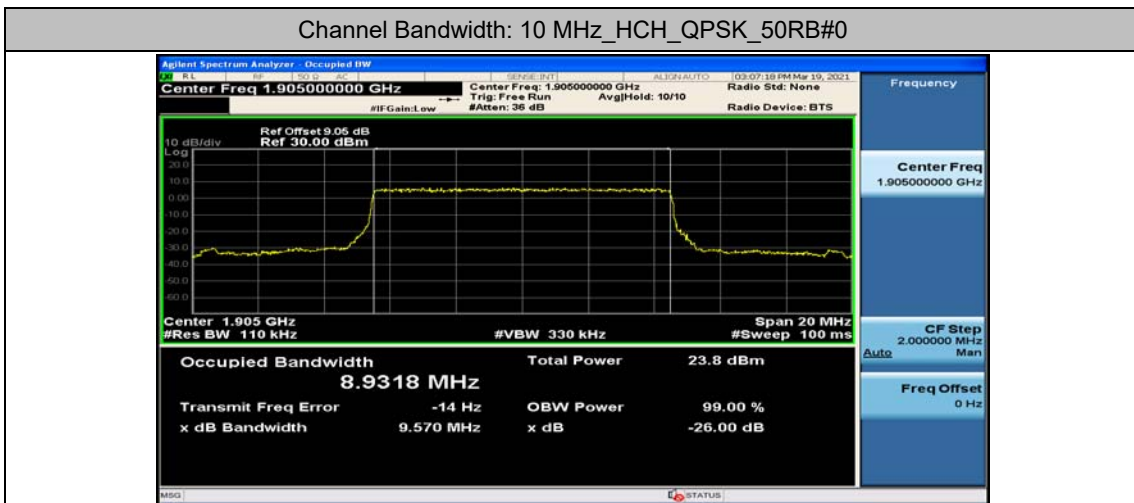 Channel Bandwidth: 10 MHz_HCH_QPSK_50RB#0
Agilent Spectrum Analyzer - Occupied BW
RL RF 50 Ω AC SENSE:INT ALIGN AUTO 03:07:18 PM Mar 19, 2021
Center Freq 1.905000000 GHz
Center Freq: 1.905000000 GHz Radio Std: None
Trig: Free Run Avg|Hold: 10/10
#IFGain:Low #Atten: 36 dB Radio Device: BTS
Frequency
Ref Offset 9.05 dB
10 dB/div Ref 30.00 dBm
Log
20.0
10.0
0.00
-10.0
-20.0
-30.0
-40.0
-50.0
-60.0
Center Freq
1.905000000 GHz
Center 1.905 GHz Span 20 MHz
#Res BW 110 kHz #VBW 330 kHz #Sweep 100 ms
CF Step
2.000000 MHz
Auto Man
Occupied Bandwidth Total Power 23.8 dBm
8.9318 MHz
Transmit Freq Error -14 Hz OBW Power 99.00 %
x dB Bandwidth 9.570 MHz x dB -26.00 dB
Freq Offset
0 Hz
MSG STATUS